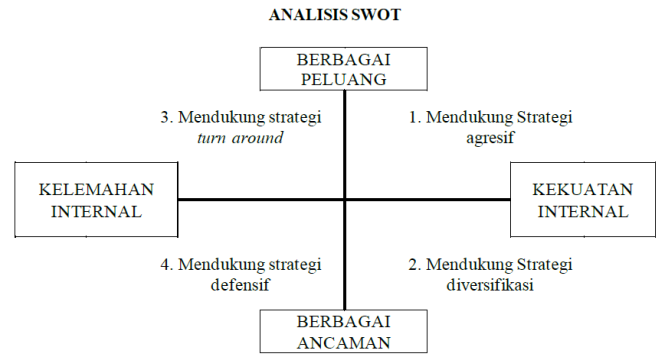 ANALISIS SWOT
BERBAGAI
PELUANG
3. Mendukung strategi
turn around
1. Mendukung Strategi
agresif
KELEMAHAN
INTERNAL
KEKUATAN
INTERNAL
4. Mendukung strategi
defensif
2. Mendukung Strategi
diversifikasi
BERBAGAI
ANCAMAN